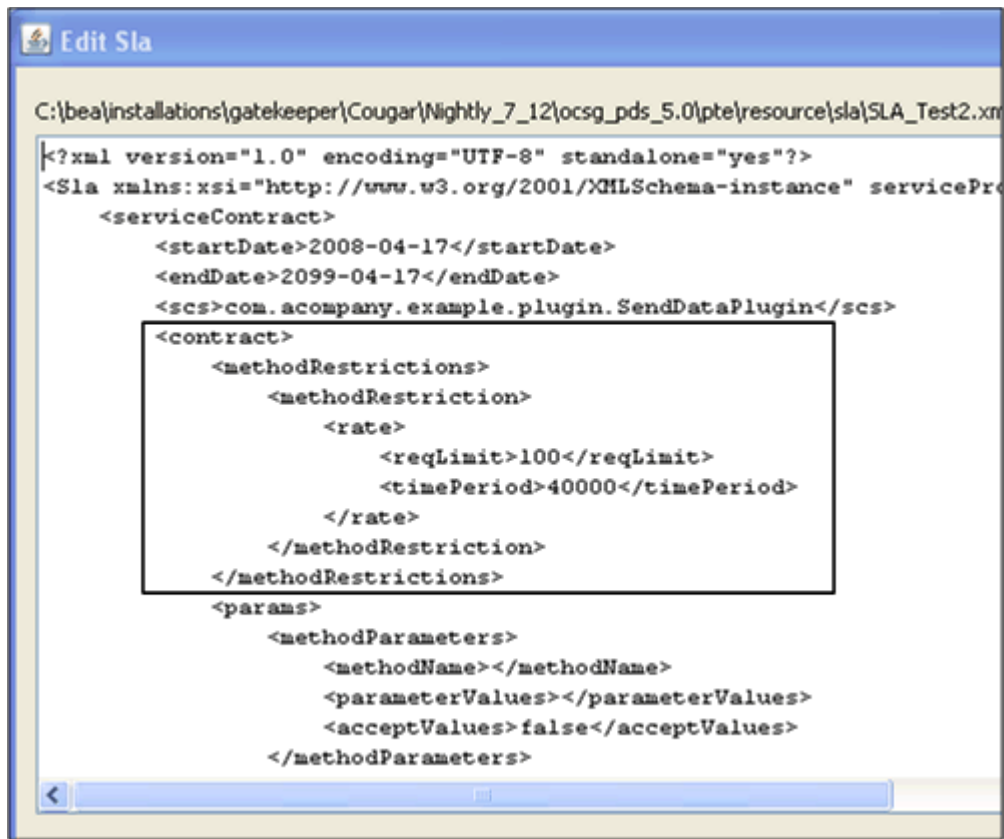 Edit Sla
C:\bea\installations\gatekeeper\Cougar\Nightly_7_12\ocsg_pds_5.0\pte\resource\sla\SLA_Test2.xm
<?xml version="1.0" encoding="UTF-8" standalone="yes"?>
<Sla xmlns:xsi="http://www.w3.org/2001/XMLSchema-instance" servicePro
    <serviceContract>
        <startDate>2008-04-17</startDate>
        <endDate>2099-04-17</endDate>
        <scs>com.acompany.example.plugin.SendDataPlugin</scs>
        <contract>
            <methodRestrictions>
                <methodRestriction>
                    <rate>
                        <reqLimit>100</reqLimit>
                        <timePeriod>40000</timePeriod>
                    </rate>
                </methodRestriction>
            </methodRestrictions>
            <params>
                <methodParameters>
                    <methodName></methodName>
                    <parameterValues></parameterValues>
                    <acceptValues>false</acceptValues>
                </methodParameters>